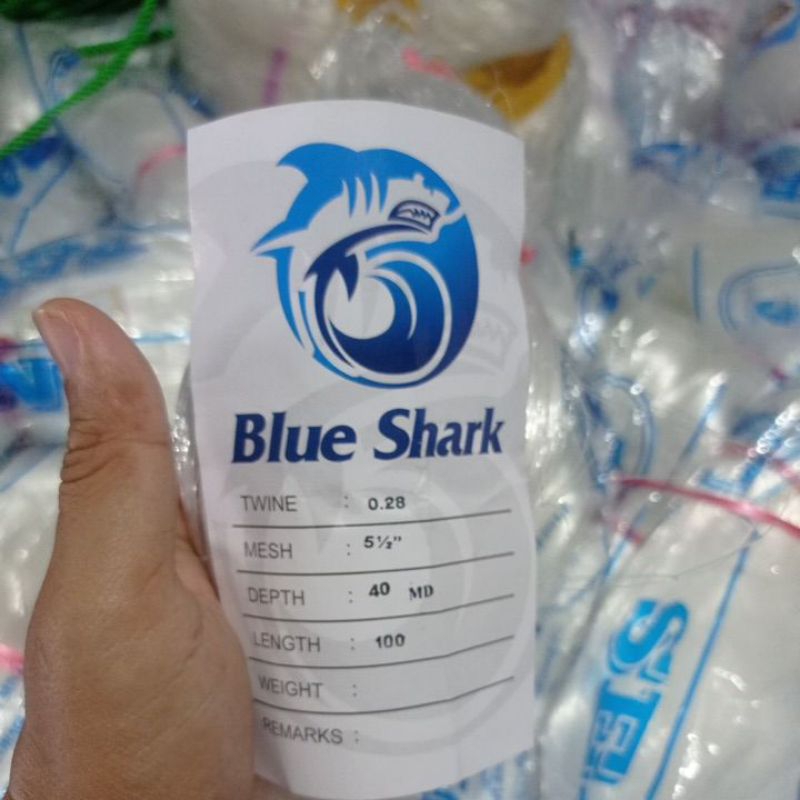 Blue Shark
TWINE : 0.28
MESH : 5½"
DEPTH : 40 MD
LENGTH : 100
WEIGHT :
REMARKS :